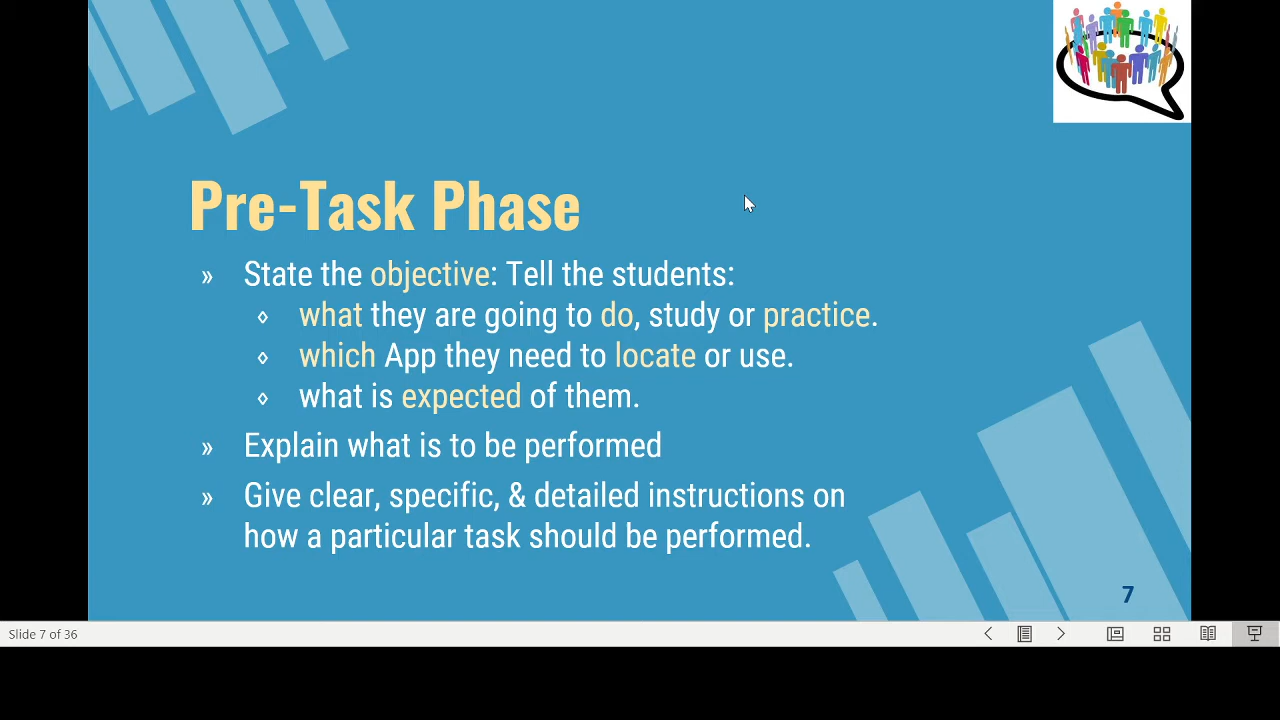 Pre-Task Phase
» State the objective: Tell the students:
◊ what they are going to do, study or practice.
◊ which App they need to locate or use.
◊ what is expected of them.
» Explain what is to be performed
» Give clear, specific, & detailed instructions on
how a particular task should be performed.
7
Slide 7 of 36